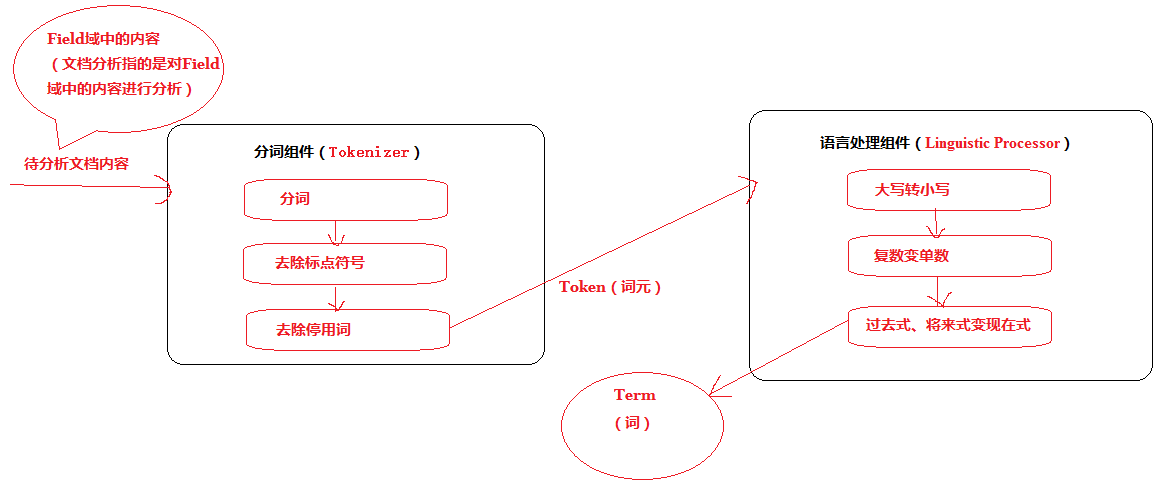 Field域中的内容
（文档分析指的是对Field
域中的内容进行分析）
待分析文档内容
分词组件（Tokenizer）
分词
去除标点符号
去除停用词
Token（词元）
语言处理组件（Linguistic Processor）
大写转小写
复数变单数
过去式、将来式变现在式
Term
（词）